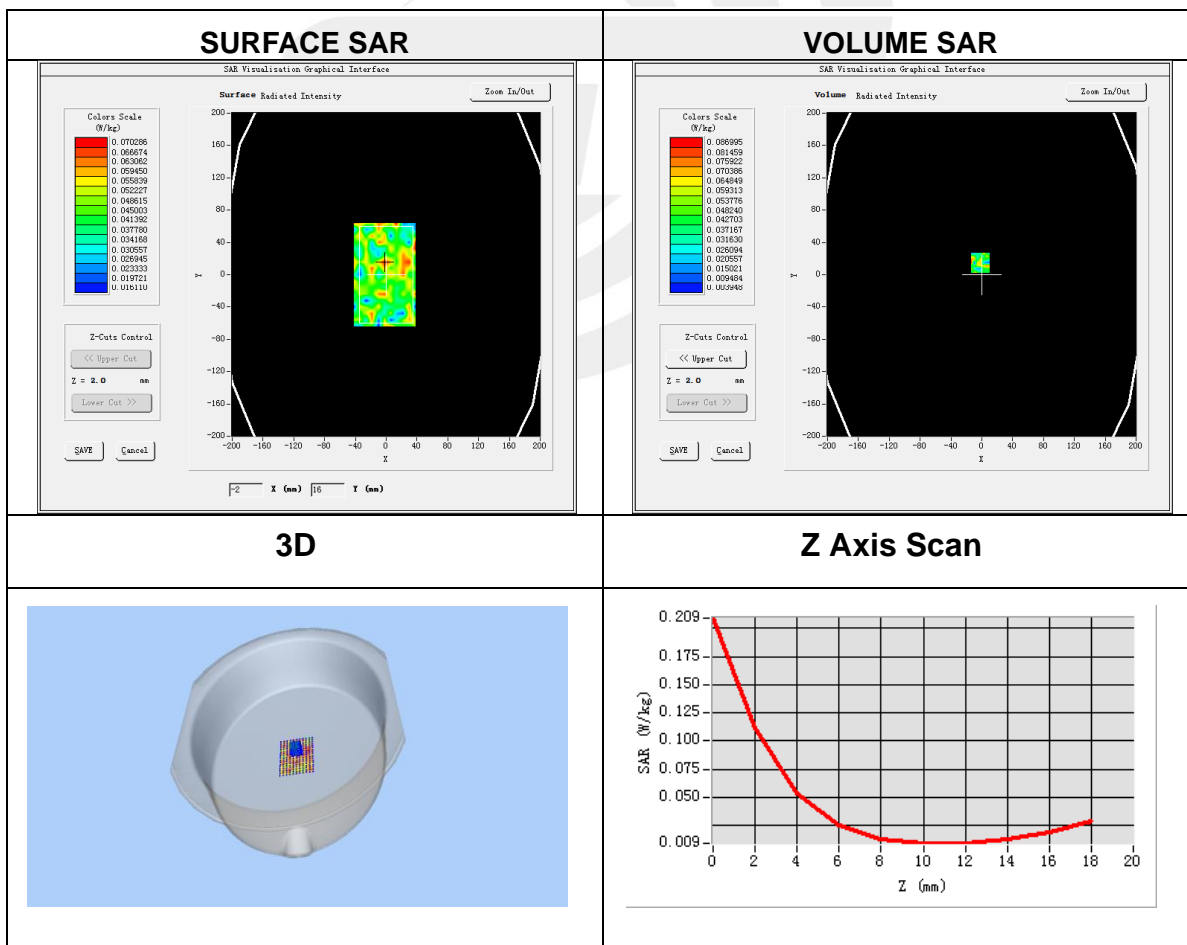 SURFACE SAR
SAR Visualisation Graphical Interface
Surface Radiated Intensity
Zoom In/Out
Colors Scale
(W/kg)
0.070286
0.066674
0.063062
0.059450
0.055839
0.052227
0.048615
0.045003
0.041392
0.037780
0.034168
0.030557
0.026945
0.023333
0.019721
0.016110
Z-Cuts Control
<< Upper Cut
Z = 2.0 mm
Lower Cut >>
SAVE Cancel
200
160
120
80
40
0
-40
-80
-120
-160
-200
Y
-200 -160 -120 -80 -40 0 40 80 120 160 200
X
-2 X (mm) 16 Y (mm)
VOLUME SAR
SAR Visualisation Graphical Interface
Volume Radiated Intensity
Zoom In/Out
Colors Scale
(W/kg)
0.086995
0.081459
0.075922
0.070386
0.064849
0.059313
0.053776
0.048240
0.042703
0.037167
0.031630
0.026094
0.020557
0.015021
0.009484
0.003948
Z-Cuts Control
<< Upper Cut
Z = 2.0 mm
Lower Cut >>
SAVE Cancel
200
160
120
80
40
0
-40
-80
-120
-160
-200
Y
-200 -160 -120 -80 -40 0 40 80 120 160 200
X
3D
Z Axis Scan
0.209
0.175
0.150
0.125
0.100
0.075
0.050
0.009
SAR (W/kg)
0 2 4 6 8 10 12 14 16 18 20
Z (mm)